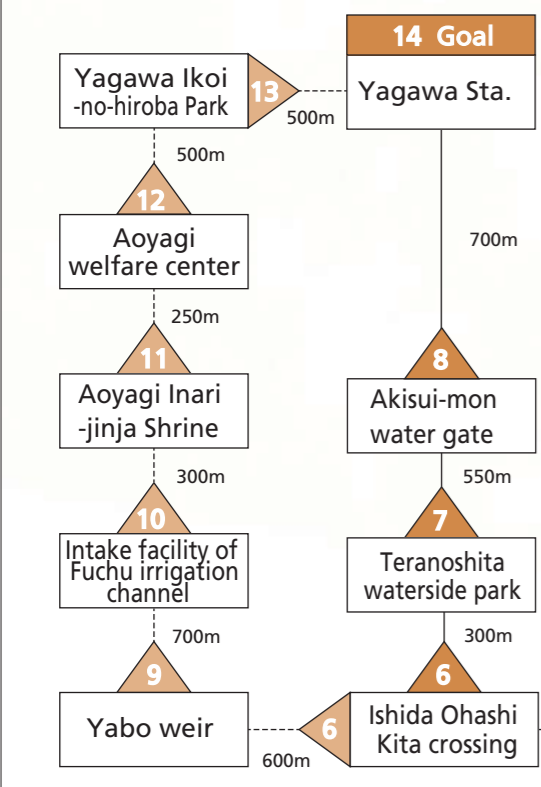 14 Goal
Yagawa Sta.
13
500m
Yagawa Ikoi
-no-hiroba Park
500m
12
Aoyagi
welfare center
250m
11
Aoyagi Inari
-jinja Shrine
300m
10
Intake facility of
Fuchu irrigation
channel
700m
9
Yabo weir
600m
6
700m
8
Akisui-mon
water gate
550m
7
Teranoshita
waterside park
300m
6
Ishida Ohashi
Kita crossing